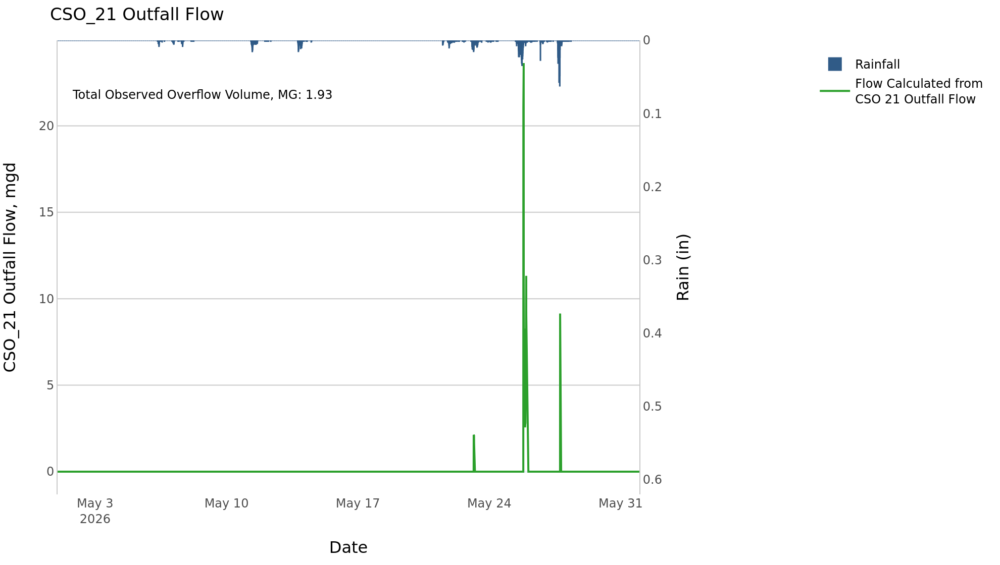 CSO_21 Outfall Flow
Total Observed Overflow Volume, MG: 1.93
CSO_21 Outfall Flow, mgd
20
15
10
5
0
0
0.1
0.2
0.3
0.4
0.5
0.6
Rain (in)
May 3
2026
May 10
May 17
May 24
May 31
Date
Rainfall
Flow Calculated from
CSO 21 Outfall Flow